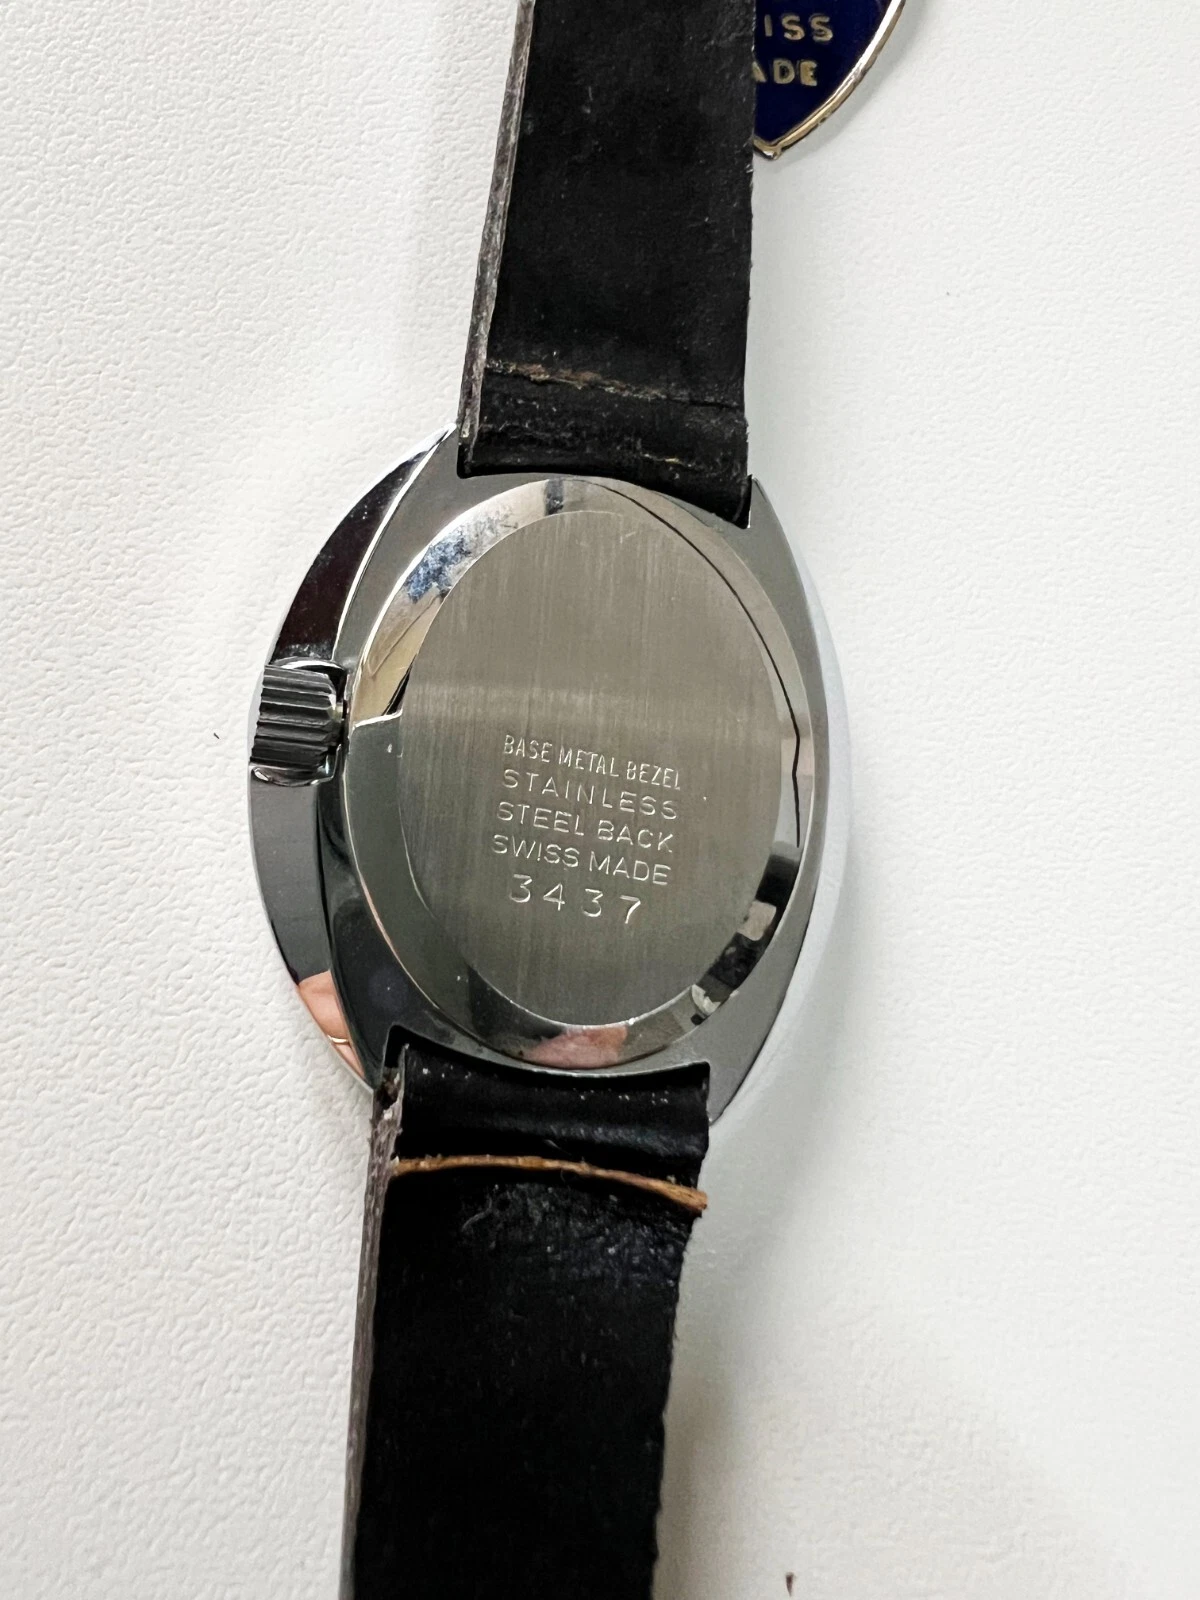 ISS
ADE
BASE METAL BEZEL
STAINLESS
STEEL BACK
SWISS MADE
3437